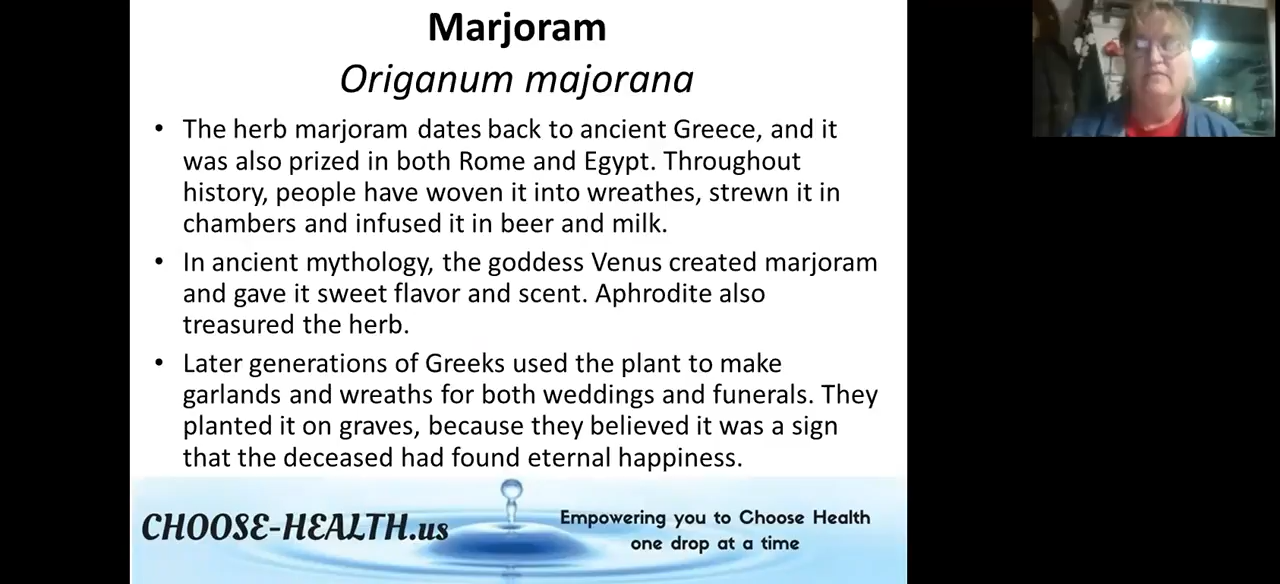 Marjoram
Origanum majorana
• The herb marjoram dates back to ancient Greece, and it
was also prized in both Rome and Egypt. Throughout
history, people have woven it into wreathes, strewn it in
chambers and infused it in beer and milk.
• In ancient mythology, the goddess Venus created marjoram
and gave it sweet flavor and scent. Aphrodite also
treasured the herb.
• Later generations of Greeks used the plant to make
garlands and wreaths for both weddings and funerals. They
planted it on graves, because they believed it was a sign
that the deceased had found eternal happiness.
CHOOSE-HEALTH.us
Empowering you to Choose Health
one drop at a time